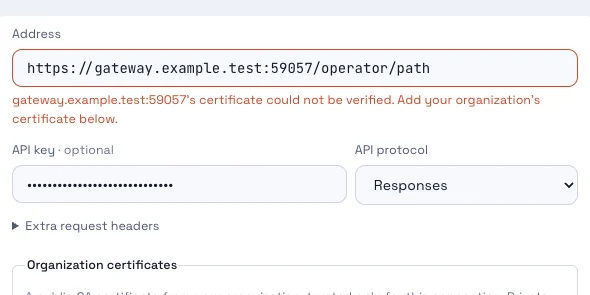 Address
https://gateway.example.test:59057/operator/path
gateway.example.test:59057's certificate could not be verified. Add your organization's
certificate below.
API key · optional
API protocol
••••••••••••••••••••••••••••••
Responses
Extra request headers
Organization certificates